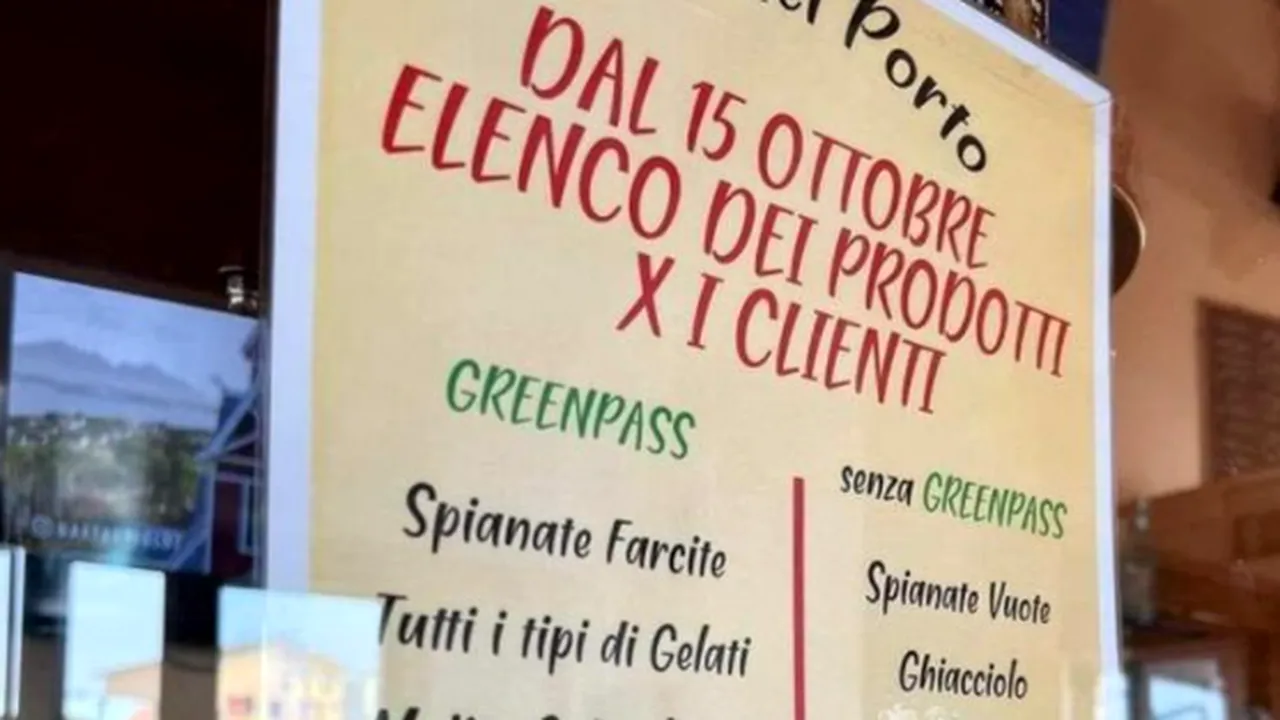 Porto
DAL 15 OTTOBRE
ELENCO DEI PRODOTTI
X I CLIENTI
GREENPASS
senza GREENPASS
Spianate Farcite
Spianate Vuote
Tutti i tipi di Gelati
Ghiacciolo